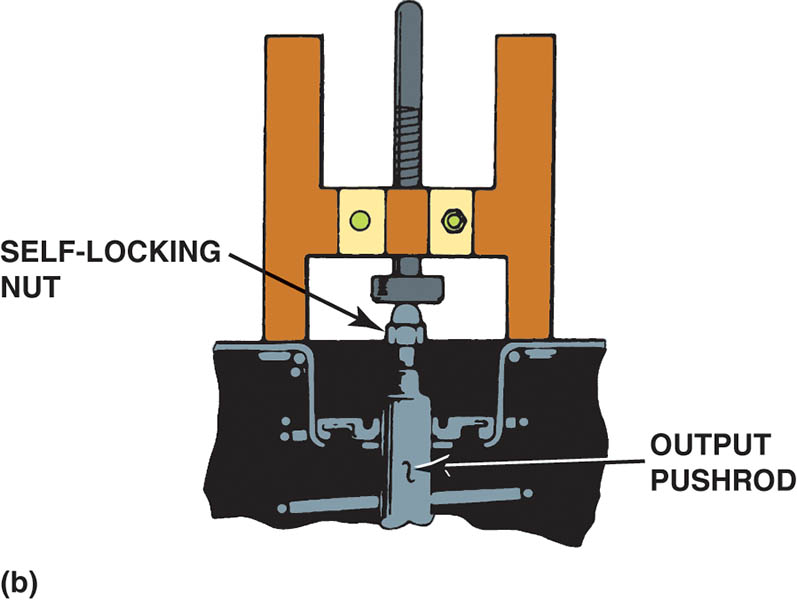 SELF-LOCKING
NUT
OUTPUT
PUSHROD
(b)